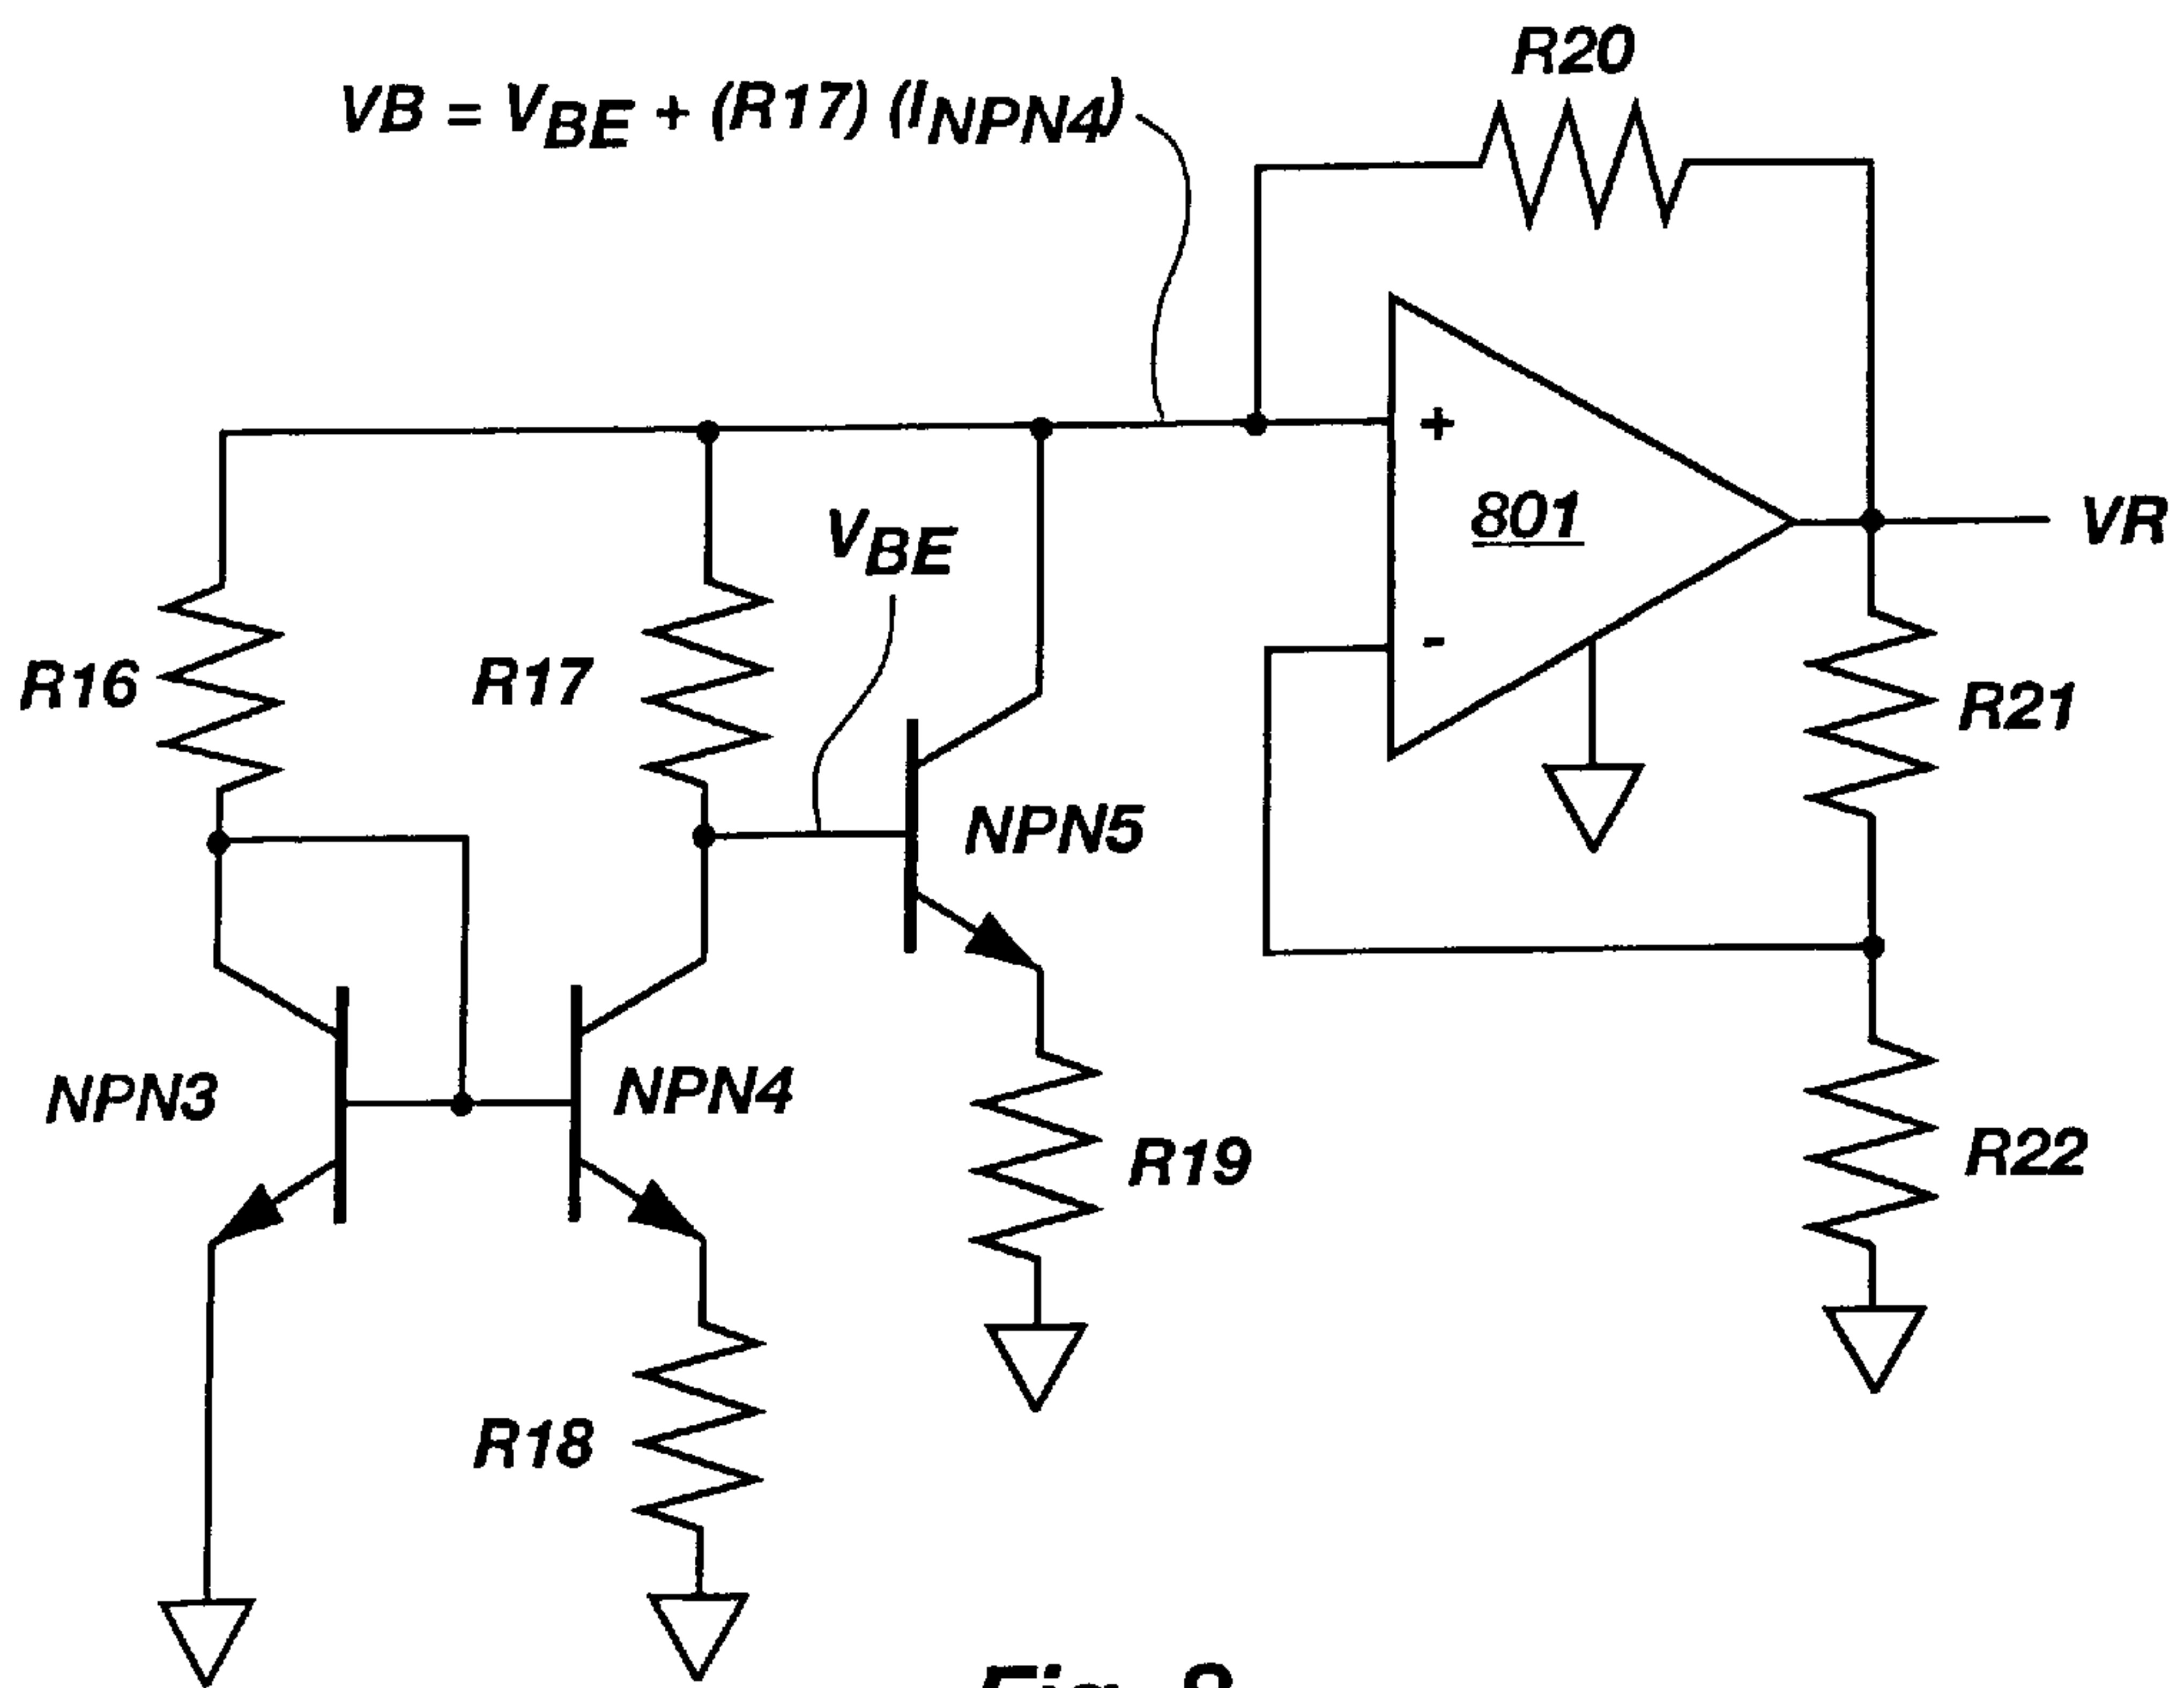 R20
VB = VBE + (R17) (INPN4)
+
801
VR
VBE
-
R16
R17
R21
NPN5
NPN3
NPN4
R19
R22
R18